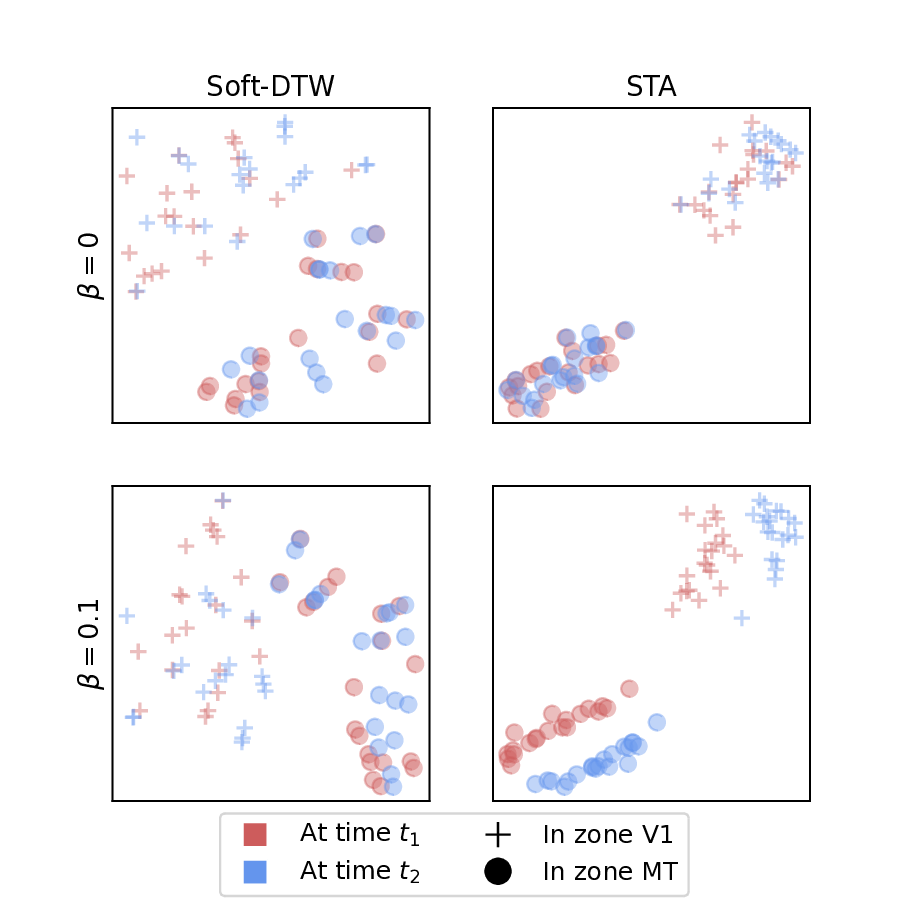 Soft-DTW
STA
β = 0
β = 0.1
At time t₁
In zone V1
At time t₂
In zone MT